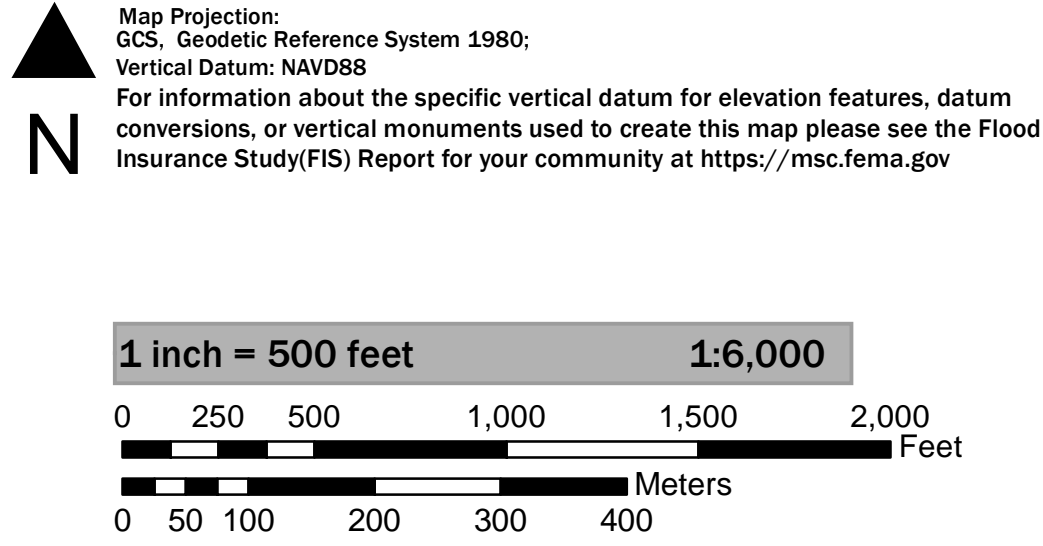 Map Projection:
GCS, Geodetic Reference System 1980;
Vertical Datum: NAVD88
For information about the specific vertical datum for elevation features, datum
conversions, or vertical monuments used to create this map please see the Flood
Insurance Study(FIS) Report for your community at https://msc.fema.gov
N
1 inch = 500 feet 1:6,000
0 250 500 1,000 1,500 2,000
Feet
Meters
0 50 100 200 300 400